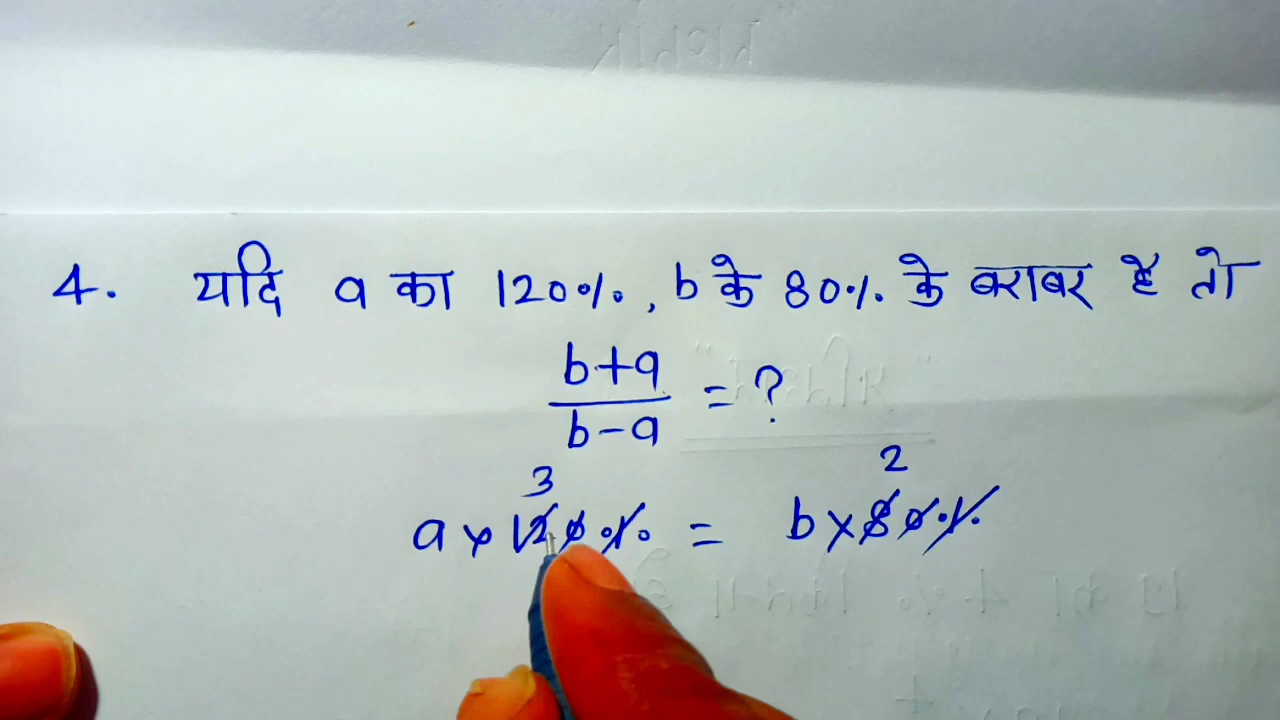 4. यदि a का 120%, b के 80% के बराबर है तो
b+a
b-a
= ?
3 2
a × 120% = b × 80%